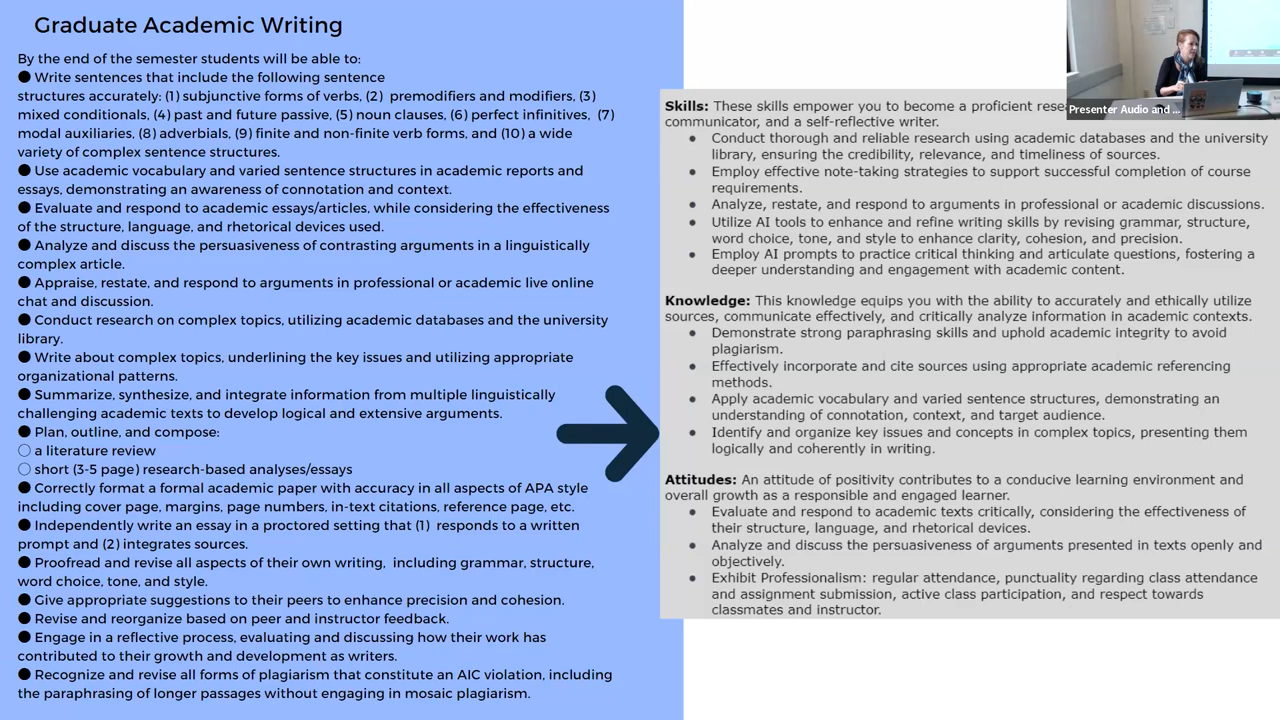 Graduate Academic Writing
By the end of the semester students will be able to:
● Write sentences that include the following sentence
structures accurately: (1) subjunctive forms of verbs, (2) premodifiers and modifiers, (3)
mixed conditionals, (4) past and future passive, (5) noun clauses, (6) perfect infinitives, (7)
modal auxiliaries, (8) adverbials, (9) finite and non-finite verb forms, and (10) a wide
variety of complex sentence structures.
● Use academic vocabulary and varied sentence structures in academic reports and
essays, demonstrating an awareness of connotation and context.
● Evaluate and respond to academic essays/articles, while considering the effectiveness
of the structure, language, and rhetorical devices used.
● Analyze and discuss the persuasiveness of contrasting arguments in a linguistically
complex article.
● Appraise, restate, and respond to arguments in professional or academic live online
chat and discussion.
● Conduct research on complex topics, utilizing academic databases and the university
library.
● Write about complex topics, underlining the key issues and utilizing appropriate
organizational patterns.
● Summarize, synthesize, and integrate information from multiple linguistically
challenging academic texts to develop logical and extensive arguments.
● Plan, outline, and compose:
○ a literature review
○ short (3-5 page) research-based analyses/essays
● Correctly format a formal academic paper with accuracy in all aspects of APA style
including cover page, margins, page numbers, in-text citations, reference page, etc.
● Independently write an essay in a proctored setting that (1) responds to a written
prompt and (2) integrates sources.
● Proofread and revise all aspects of their own writing, including grammar, structure,
word choice, tone, and style.
● Give appropriate suggestions to their peers to enhance precision and cohesion.
● Revise and reorganize based on peer and instructor feedback.
● Engage in a reflective process, evaluating and discussing how their work has
contributed to their growth and development as writers.
● Recognize and revise all forms of plagiarism that constitute an AIC violation, including
the paraphrasing of longer passages without engaging in mosaic plagiarism.
Skills: These skills empower you to become a proficient
communicator, and a self-reflective writer.
● Conduct thorough and reliable research using academic databases and the university
library, ensuring the credibility, relevance, and timeliness of sources.
● Employ effective note-taking strategies to support successful completion of course
requirements.
● Analyze, restate, and respond to arguments in professional or academic discussions.
● Utilize AI tools to enhance and refine writing skills by revising grammar, structure,
word choice, tone, and style to enhance clarity, cohesion, and precision.
● Employ AI prompts to practice critical thinking and articulate questions, fostering a
deeper understanding and engagement with academic content.
Knowledge: This knowledge equips you with the ability to accurately and ethically utilize
sources, communicate effectively, and critically analyze information in academic contexts.
● Demonstrate strong paraphrasing skills and uphold academic integrity to avoid
plagiarism.
● Effectively incorporate and cite sources using appropriate academic referencing
methods.
● Apply academic vocabulary and varied sentence structures, demonstrating an
understanding of connotation, context, and target audience.
● Identify and organize key issues and concepts in complex topics, presenting them
logically and coherently in writing.
Attitudes: An attitude of positivity contributes to a conducive learning environment and
overall growth as a responsible and engaged learner.
● Evaluate and respond to academic texts critically, considering the effectiveness of
their structure, language, and rhetorical devices.
● Analyze and discuss the persuasiveness of arguments presented in texts openly and
objectively.
● Exhibit Professionalism: regular attendance, punctuality regarding class attendance
and assignment submission, active class participation, and respect towards
classmates and instructor.
Presenter Audio and ...